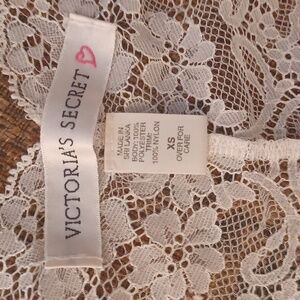 VICTORIA'S SECRET
MADE IN
SRI LANKA
BODY: 100%
POLYESTER
TRIM:
100% NYLON
XS
OVER FOR
CARE